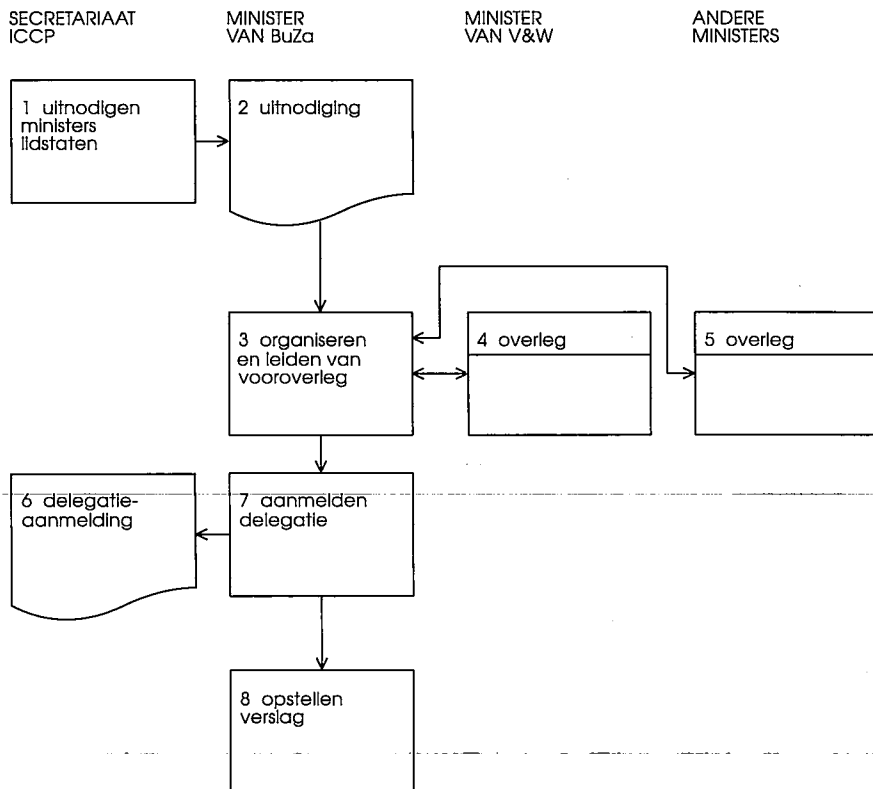 SECRETARIAAT
ICCP
MINISTER
VAN BuZa
MINISTER
VAN V&W
ANDERE
MINISTERS
1 uitnodigen
ministers
lidstaten
2 uitnodiging
3 organiseren
en leiden van
vooroverleg
4 overleg
5 overleg
6 delegatie-
aanmelding
7 aanmelden
delegatie
8 opstellen
verslag